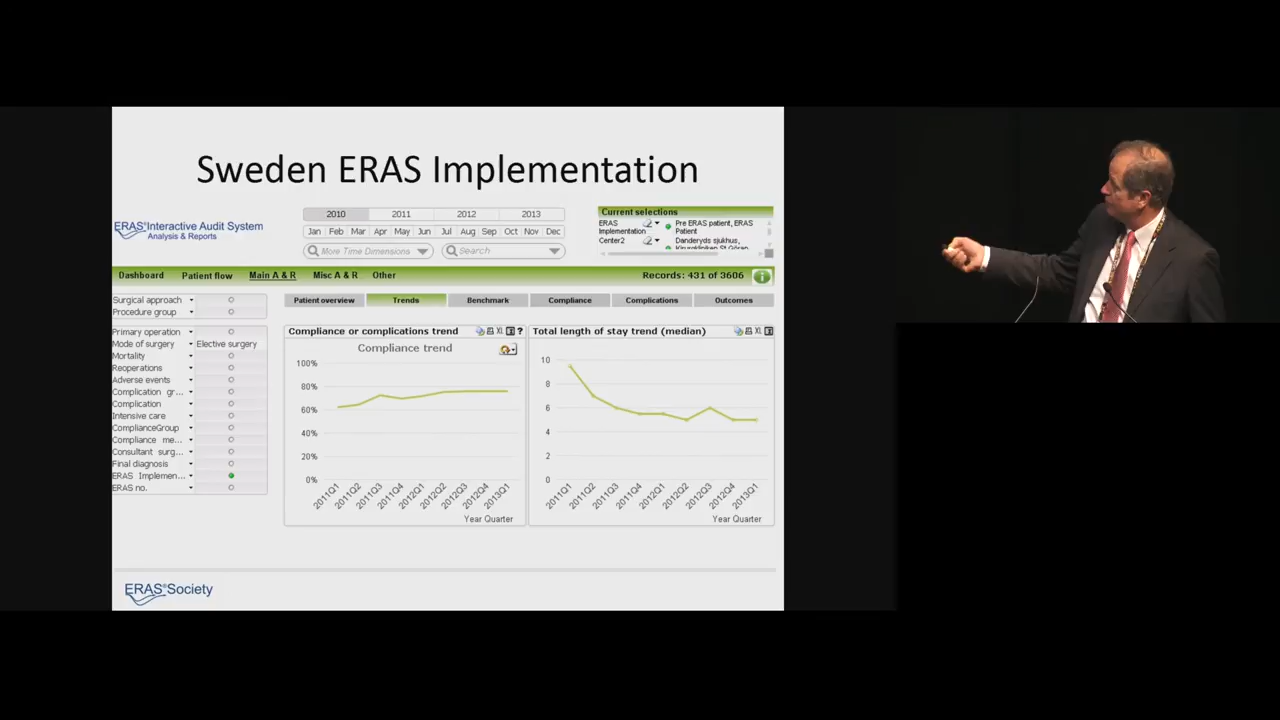 Sweden ERAS Implementation
ERAS®Interactive Audit System
Analysis & Reports
2010 2011 2012 2013
Jan Feb Mar Apr May Jun Jul Aug Sep Oct Nov Dec
More Time Dimensions Search
Current selections
ERAS Implementation Pre ERAS patient, ERAS Patient
Center2 Danderyds sjukhus,
Dashboard Patient flow Main A & R Misc A & R Other Records: 431 of 3606
Patient overview Trends Benchmark Compliance Complications Outcomes
Surgical approach
Procedure group
Primary operation
Mode of surgery Elective surgery
Mortality
Reoperations
Adverse events
Complication gr...
Complication
Intensive care
ComplianceGroup
Compliance me...
Consultant surg...
Final diagnosis
ERAS Implemen...
ERAS no.
Compliance or complications trend XL ?
Compliance trend
100%
80%
60%
40%
20%
0%
2011Q1 2011Q2 2011Q3 2011Q4 2012Q1 2012Q2 2012Q3 2012Q4 2013Q1
Year Quarter
Total length of stay trend (median) XL
10
8
6
4
2
0
2011Q1 2011Q2 2011Q3 2011Q4 2012Q1 2012Q2 2012Q3 2012Q4 2013Q1
Year Quarter
ERAS®Society